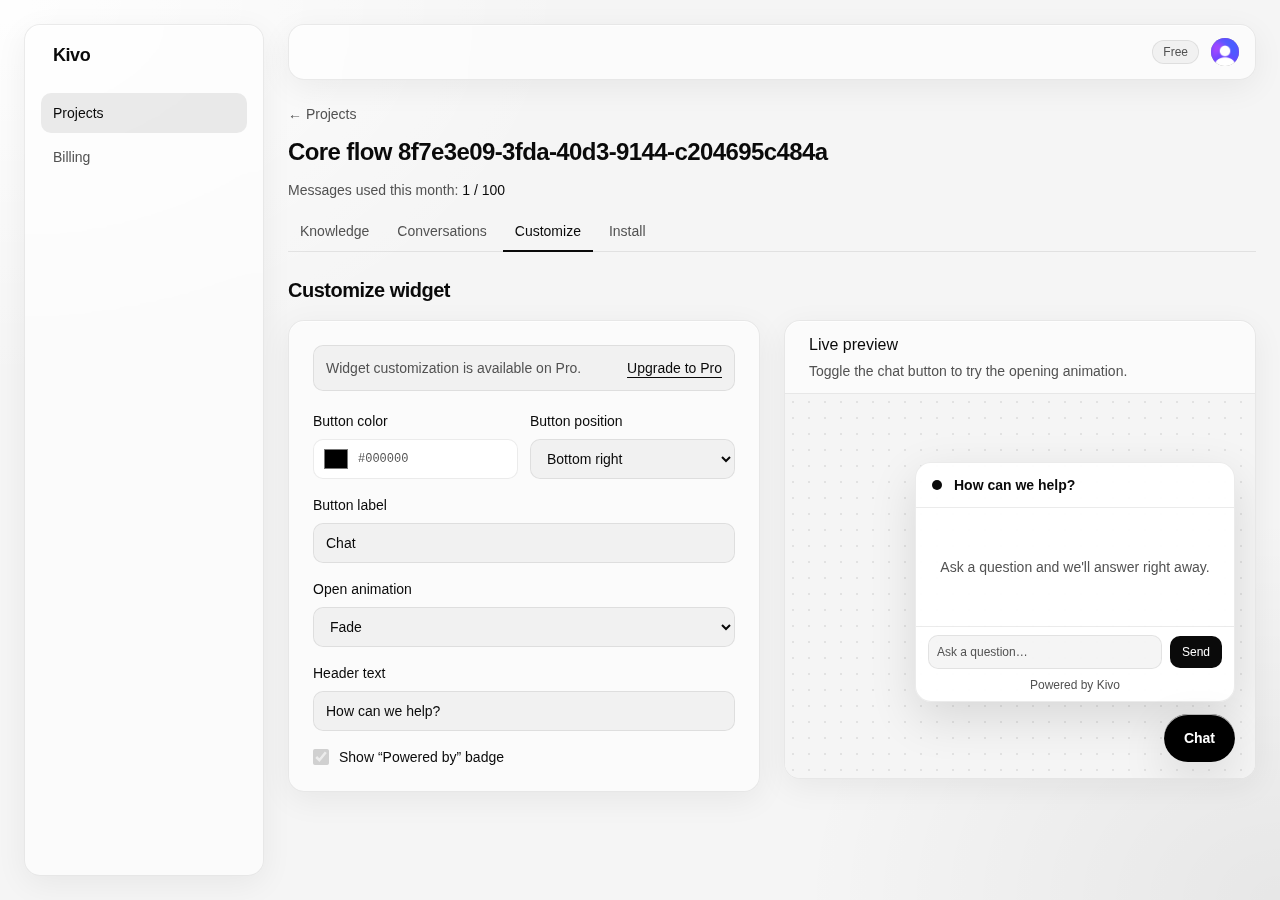 Kivo
Projects
Billing
Free
← Projects
Core flow 8f7e3e09-3fda-40d3-9144-c204695c484a
Messages used this month: 1 / 100
Knowledge
Conversations
Customize
Install
Customize widget
Widget customization is available on Pro.
Upgrade to Pro
Button color
#000000
Button position
Bottom right
Button label
Chat
Open animation
Fade
Header text
How can we help?
Show “Powered by” badge
Live preview
Toggle the chat button to try the opening animation.
How can we help?
Ask a question and we'll answer right away.
Ask a question…
Send
Powered by Kivo
Chat